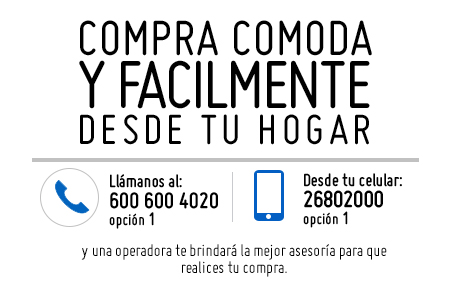 COMPRA COMODA
Y FACILMENTE
DESDE TU HOGAR
Llámanos al:
600 600 4020
opción 1
Desde tu celular:
26802000
opción 1
y una operadora te brindará la mejor asesoría para que
realices tu compra.